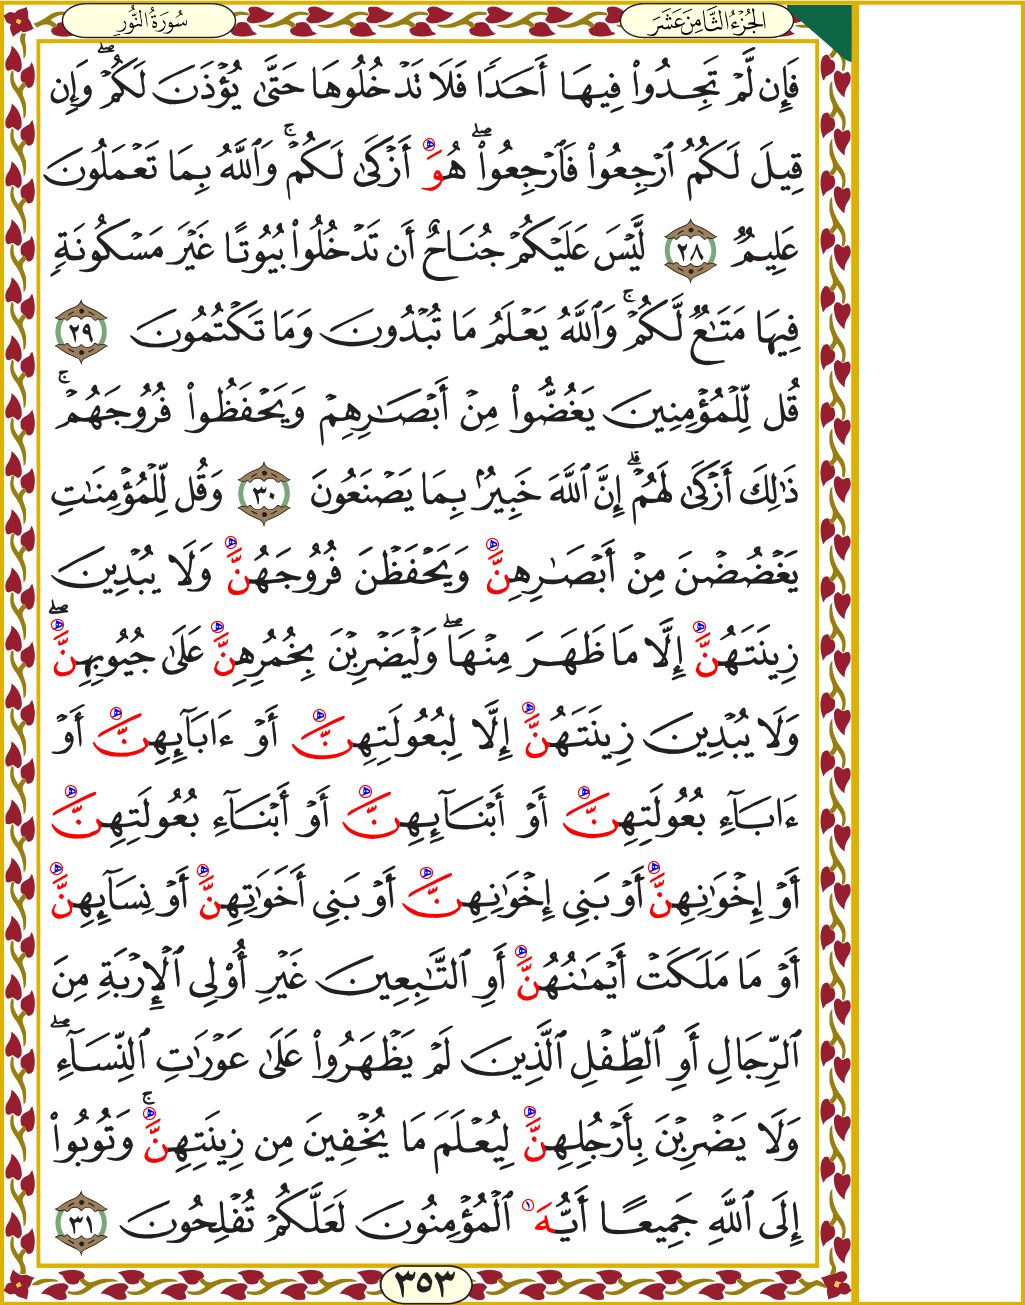 الجُزْءُ الثَّامِنَ عَشَرَ
سُورَةُ النُّورِ
فَإِن لَّمْ تَجِدُوا۟ فِيهَآ أَحَدًا فَلَا تَدْخُلُوهَا حَتَّىٰ يُؤْذَنَ لَكُمْ ۖ وَإِن
قِيلَ لَكُمُ ٱرْجِعُوا۟ فَٱرْجِعُوا۟ ۖ هُوَ أَزْكَىٰ لَكُمْ ۚ وَٱللَّهُ بِمَا تَعْمَلُونَ
عَلِيمٌ ٢٨ لَّيْسَ عَلَيْكُمْ جُنَاحٌ أَن تَدْخُلُوا۟ بُيُوتًا غَيْرَ مَسْكُونَةٍ
فِيهَا مَتَـٰعٌ لَّكُمْ ۚ وَٱللَّهُ يَعْلَمُ مَا تُبْدُونَ وَمَا تَكْتُمُونَ ٢٩
قُل لِّلْمُؤْمِنِينَ يَغُضُّوا۟ مِنْ أَبْصَـٰرِهِمْ وَيَحْفَظُوا۟ فُرُوجَهُمْ ۚ
ذَٰلِكَ أَزْكَىٰ لَهُمْ ۗ إِنَّ ٱللَّهَ خَبِيرٌۢ بِمَا يَصْنَعُونَ ٣٠ وَقُل لِّلْمُؤْمِنَـٰتِ
يَغْضُضْنَ مِنْ أَبْصَـٰرِهِنَّ وَيَحْفَظْنَ فُرُوجَهُنَّ وَلَا يُبْدِينَ
زِينَتَهُنَّ إِلَّا مَا ظَهَرَ مِنْهَا ۖ وَلْيَضْرِبْنَ بِخُمُرِهِنَّ عَلَىٰ جُيُوبِهِنَّ ۖ
وَلَا يُبْدِينَ زِينَتَهُنَّ إِلَّا لِبُعُولَتِهِنَّ أَوْ ءَابَآئِهِنَّ أَوْ
ءَابَآءِ بُعُولَتِهِنَّ أَوْ أَبْنَآئِهِنَّ أَوْ أَبْنَآءِ بُعُولَتِهِنَّ
أَوْ إِخْوَٰنِهِنَّ أَوْ بَنِىٓ إِخْوَٰنِهِنَّ أَوْ بَنِىٓ أَخَوَٰتِهِنَّ أَوْ نِسَآئِهِنَّ
أَوْ مَا مَلَكَتْ أَيْمَـٰنُهُنَّ أَوِ ٱلتَّـٰبِعِينَ غَيْرِ أُو۟لِى ٱلْإِرْبَةِ مِنَ
ٱلرِّجَالِ أَوِ ٱلطِّفْلِ ٱلَّذِينَ لَمْ يَظْهَرُوا۟ عَلَىٰ عَوْرَٰتِ ٱلنِّسَآءِ ۖ
وَلَا يَضْرِبْنَ بِأَرْجُلِهِنَّ لِيُعْلَمَ مَا يُخْفِينَ مِن زِينَتِهِنَّ ۚ وَتُوبُوٓا۟
إِلَى ٱللَّهِ جَمِيعًا أَيُّهَ ١ ٱلْمُؤْمِنُونَ لَعَلَّكُمْ تُفْلِحُونَ ٣١
٣٥٣